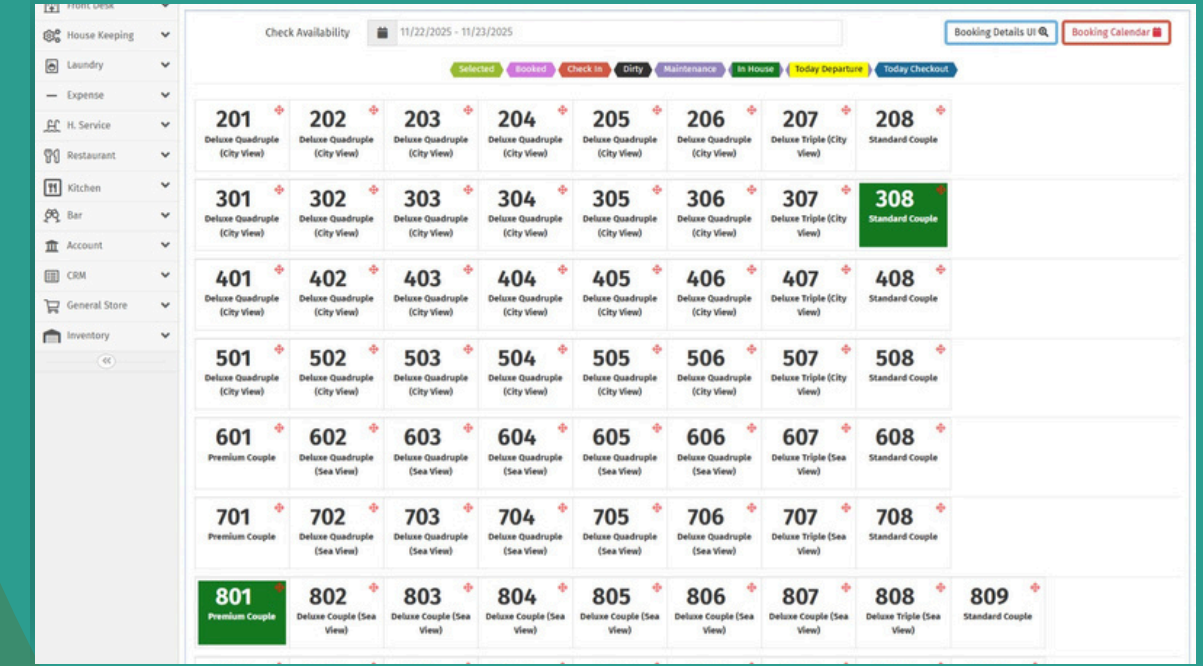 Front Desk
House Keeping
Laundry
Expense
H. Service
Restaurant
Kitchen
Bar
Account
CRM
General Store
Inventory
Check Availability 11/22/2025 - 11/23/2025 Booking Details UI Booking Calendar
Selected Booked Check In Dirty Maintenance In House Today Departure Today Checkout
201 202 203 204 205 206 207 208
Deluxe Quadruple Deluxe Quadruple Deluxe Quadruple Deluxe Quadruple Deluxe Quadruple Deluxe Quadruple Deluxe Triple (City Standard Couple
(City View) (City View) (City View) (City View) (City View) (City View) View)
301 302 303 304 305 306 307 308
Deluxe Quadruple Deluxe Quadruple Deluxe Quadruple Deluxe Quadruple Deluxe Quadruple Deluxe Quadruple Deluxe Triple (City Standard Couple
(City View) (City View) (City View) (City View) (City View) (City View) View)
401 402 403 404 405 406 407 408
Deluxe Quadruple Deluxe Quadruple Deluxe Quadruple Deluxe Quadruple Deluxe Quadruple Deluxe Quadruple Deluxe Triple (City Standard Couple
(City View) (City View) (City View) (City View) (City View) (City View) View)
501 502 503 504 505 506 507 508
Deluxe Quadruple Deluxe Quadruple Deluxe Quadruple Deluxe Quadruple Deluxe Quadruple Deluxe Quadruple Deluxe Triple (City Standard Couple
(City View) (City View) (City View) (City View) (City View) (City View) View)
601 602 603 604 605 606 607 608
Premium Couple Deluxe Quadruple Deluxe Quadruple Deluxe Quadruple Deluxe Quadruple Deluxe Quadruple Deluxe Triple (Sea Standard Couple
(Sea View) (Sea View) (Sea View) (Sea View) (Sea View) View)
701 702 703 704 705 706 707 708
Premium Couple Deluxe Quadruple Deluxe Quadruple Deluxe Quadruple Deluxe Quadruple Deluxe Quadruple Deluxe Triple (Sea Standard Couple
(Sea View) (Sea View) (Sea View) (Sea View) (Sea View) View)
801 802 803 804 805 806 807 808 809
Premium Couple Deluxe Couple (Sea Deluxe Couple (Sea Deluxe Couple (Sea Deluxe Couple (Sea Deluxe Couple (Sea Deluxe Couple (Sea Deluxe Triple (Sea Standard Couple
View) View) View) View) View) View) View)